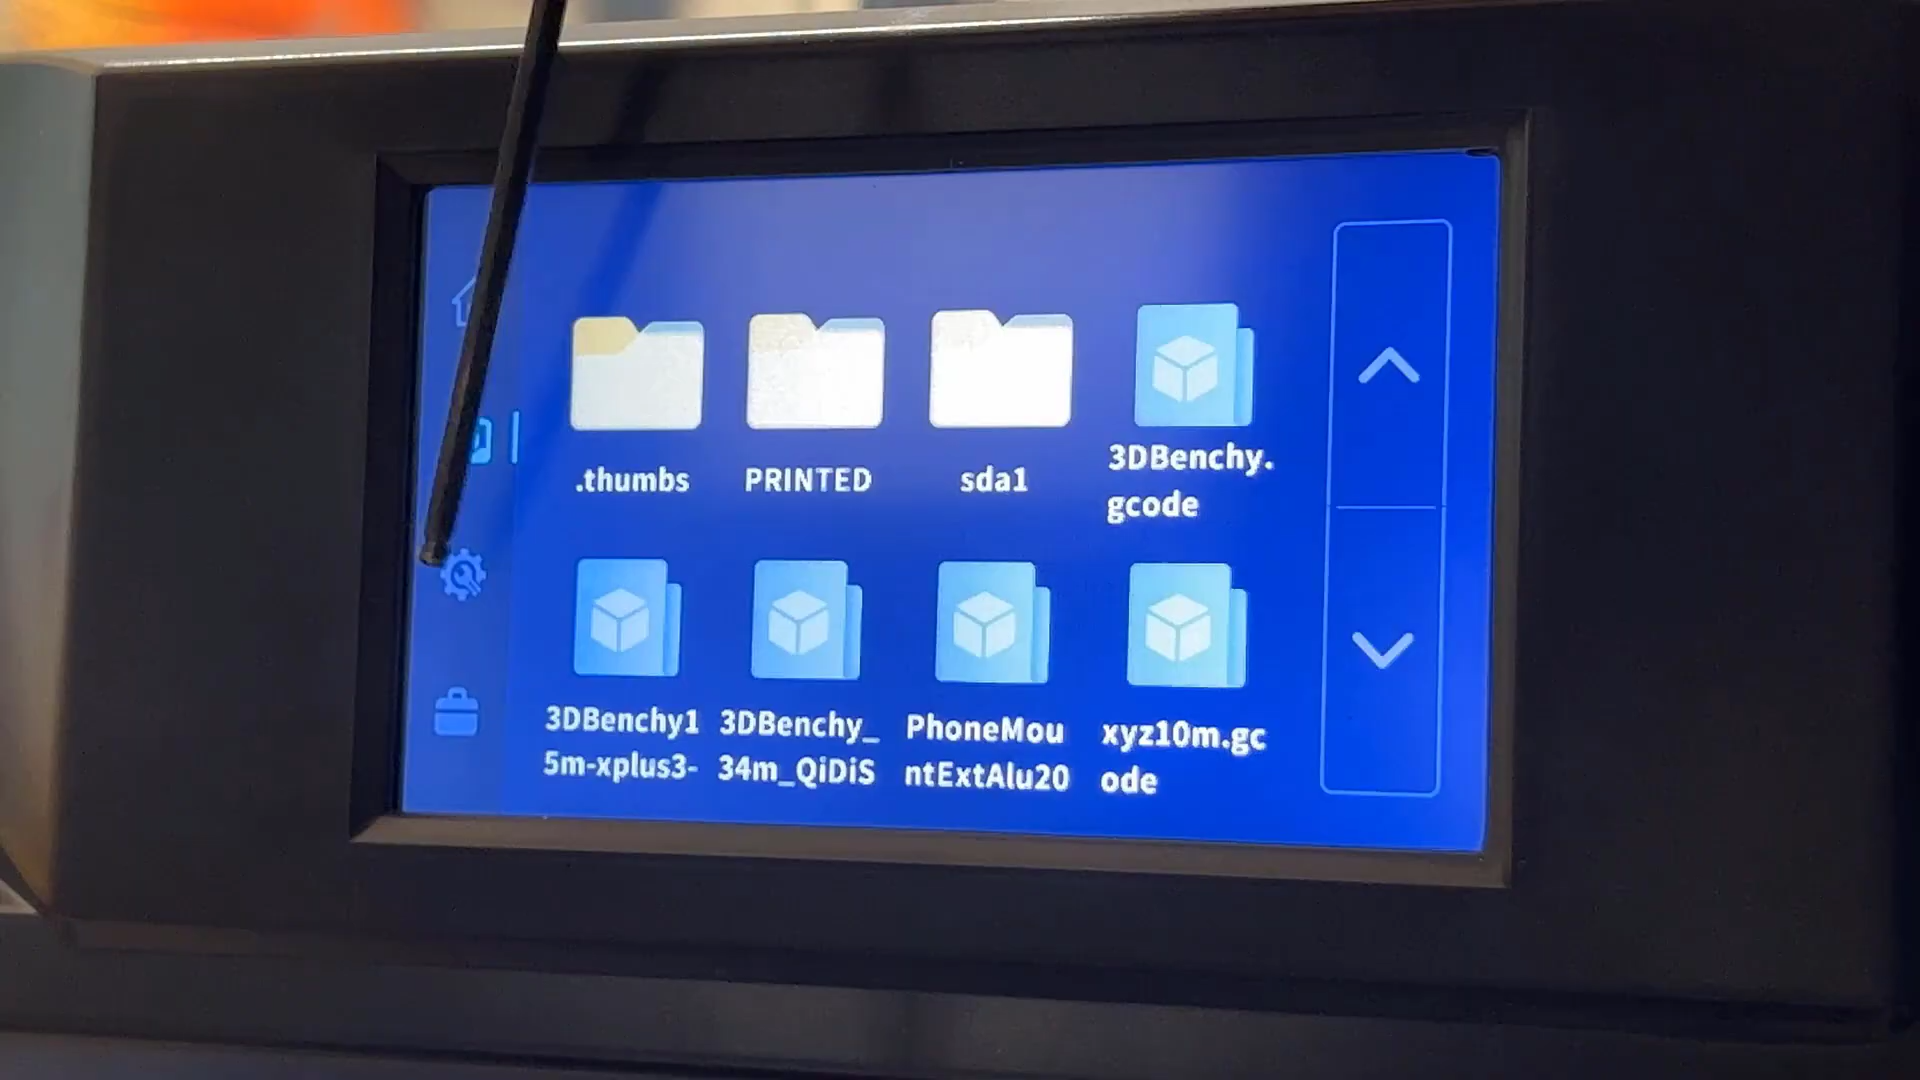 .thumbs
PRINTED
sda1
3DBenchy.
gcode
3DBenchy1
5m-xplus3-
3DBenchy_
34m_QiDiS
PhoneMou
ntExtAlu20
xyz10m.gc
ode